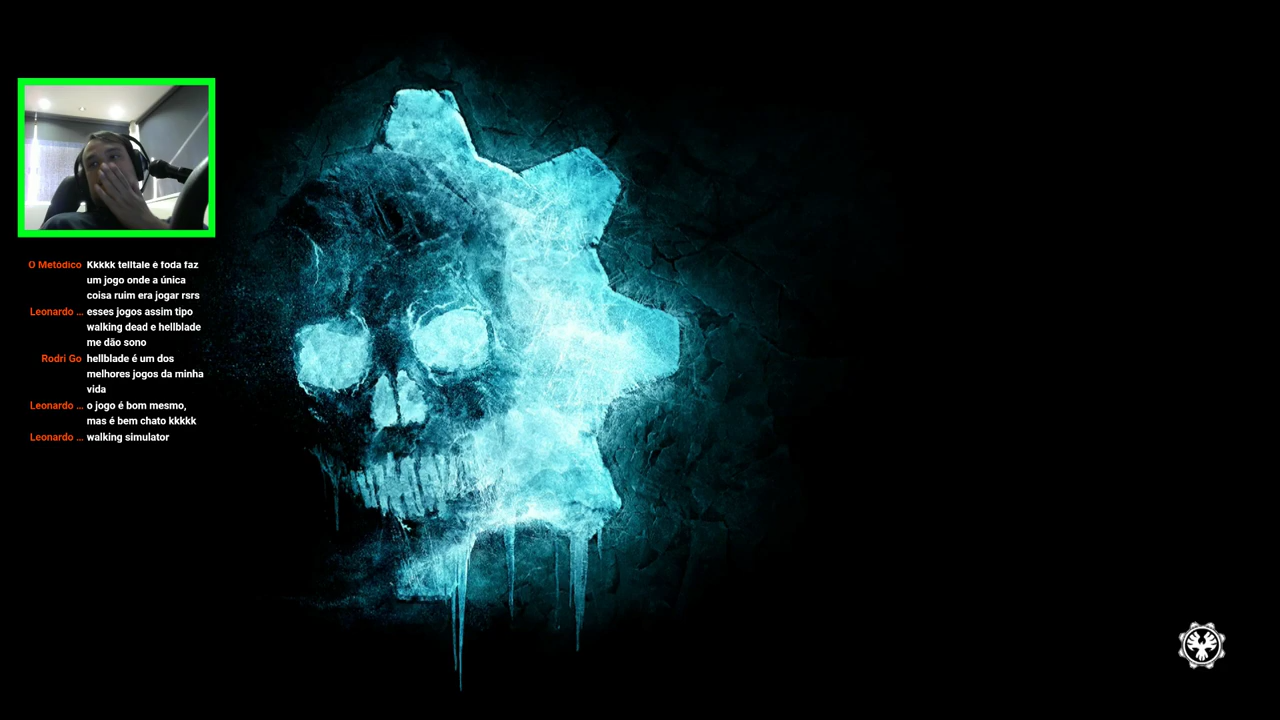 O Metódico Kkkkk telltale é foda faz
um jogo onde a única
coisa ruim era jogar rsrs
Leonardo ... esses jogos assim tipo
walking dead e hellblade
me dão sono
Rodri Go hellblade é um dos
melhores jogos da minha
vida
Leonardo ... o jogo é bom mesmo,
mas é bem chato kkkkk
Leonardo ... walking simulator